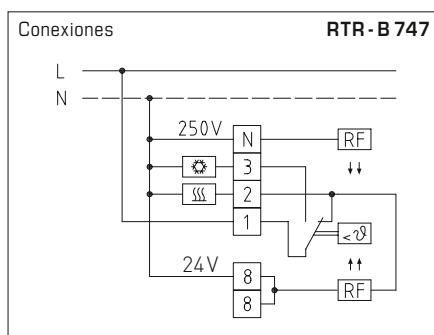 Conexiones RTR-B 747
L
N
250V N RF
3
2
1 <ϑ
24V 8
8 RF